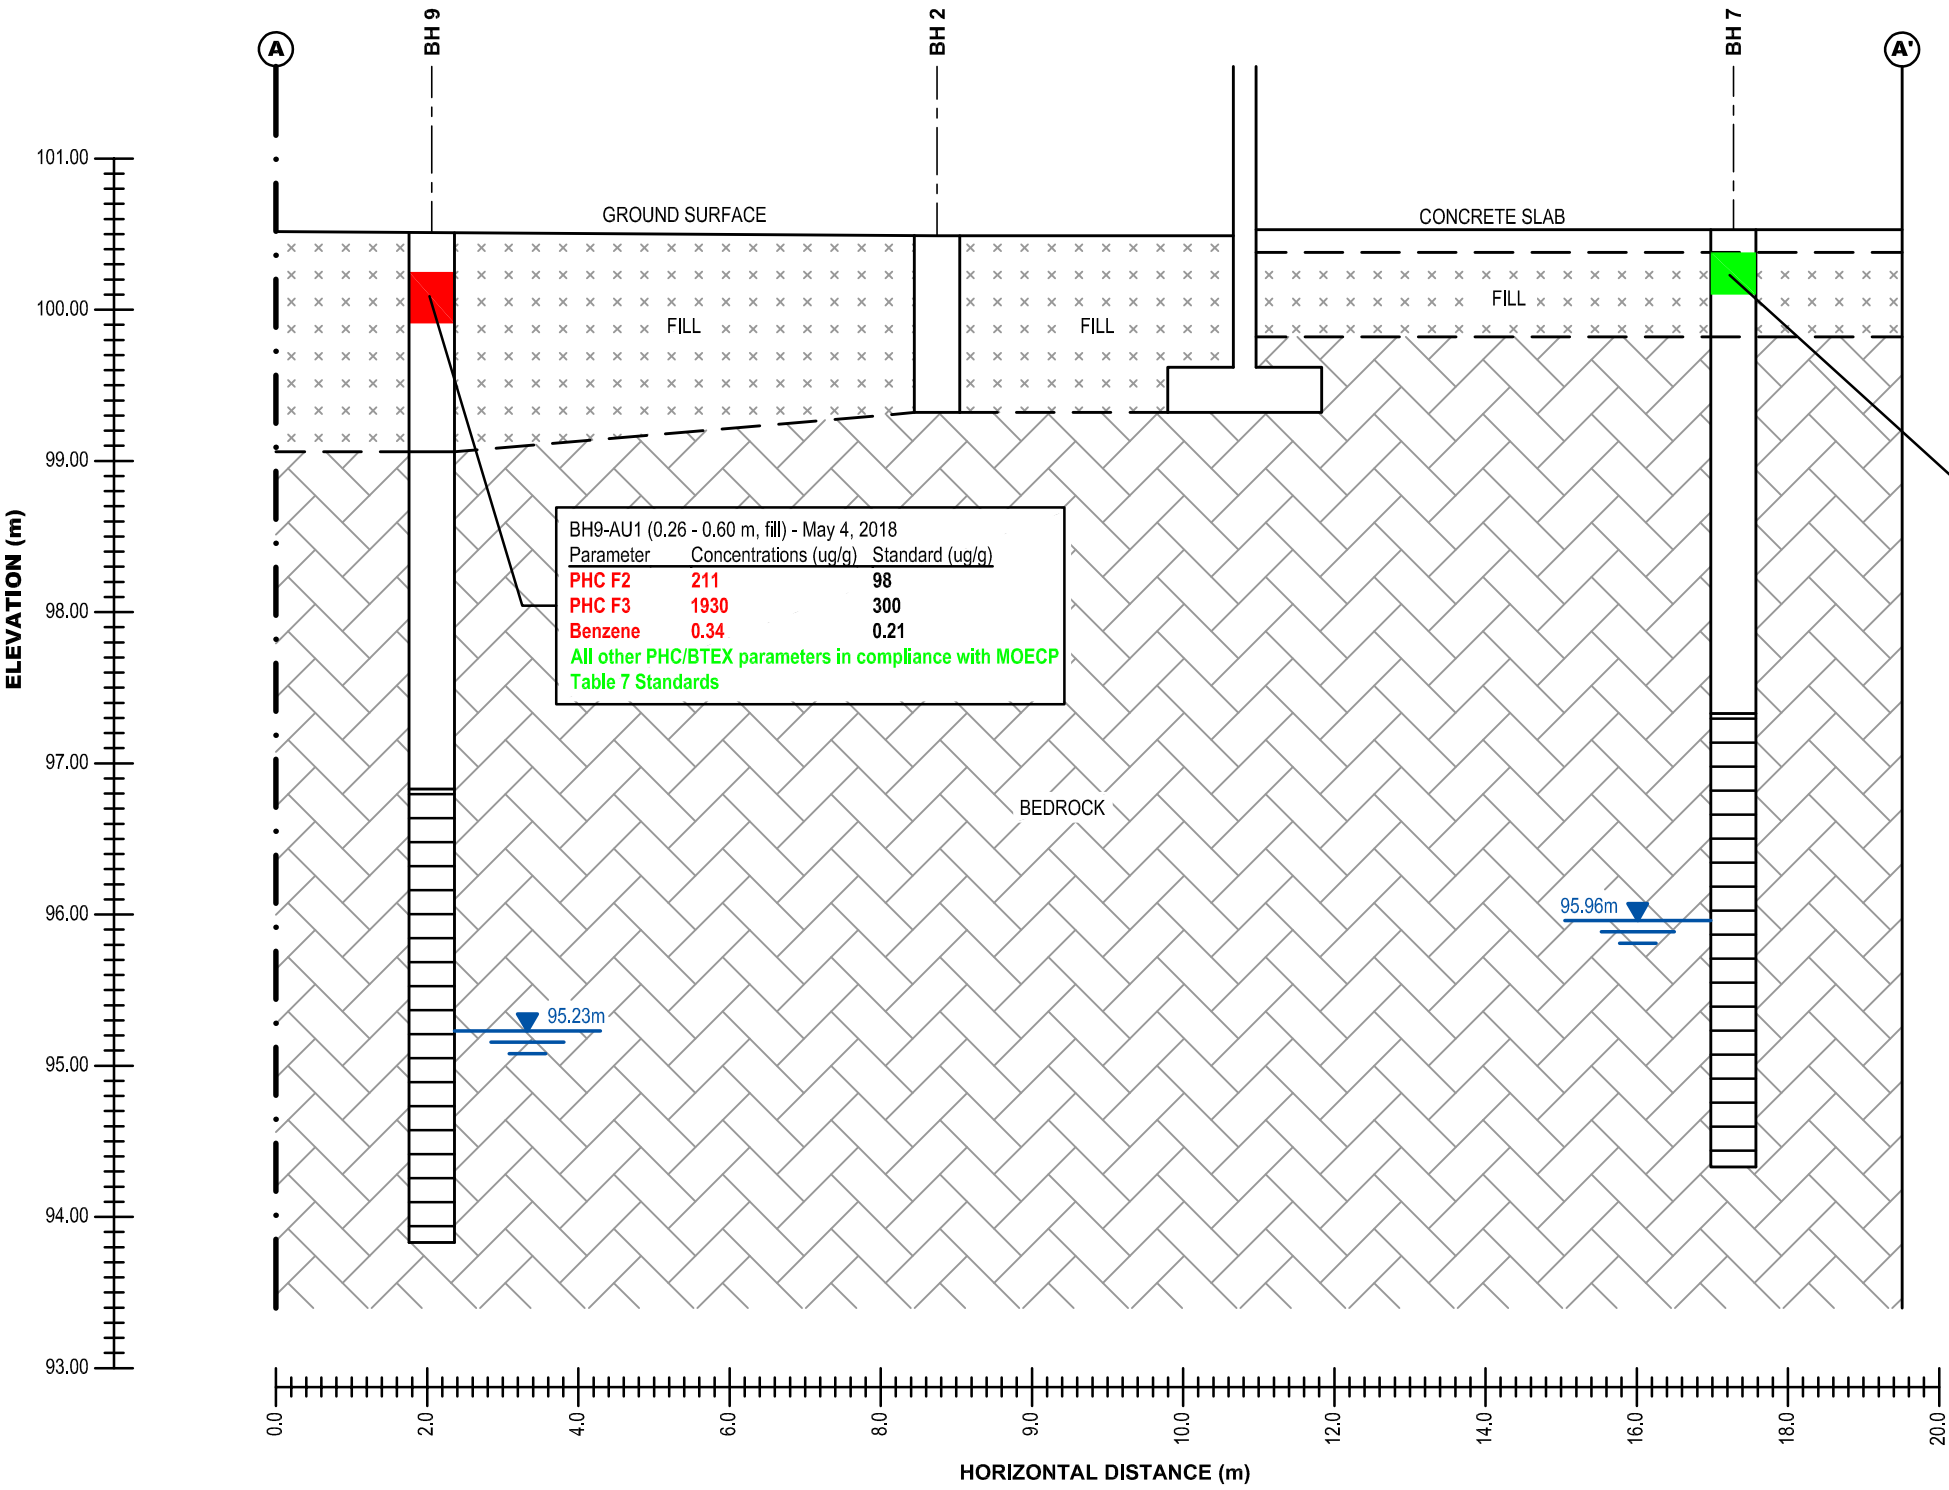 BH 9
BH 2
BH 7
A
A'
101.00
GROUND SURFACE
CONCRETE SLAB
100.00
FILL
FILL
FILL
99.00
ELEVATION (m)
BH9-AU1 (0.26 - 0.60 m, fill) - May 4, 2018
Parameter Concentrations (ug/g) Standard (ug/g)
PHC F2 211 98
PHC F3 1930 300
Benzene 0.34 0.21
All other PHC/BTEX parameters in compliance with MOECP
Table 7 Standards
98.00
97.00
BEDROCK
96.00
95.96m
95.23m
95.00
94.00
93.00
0.0 2.0 4.0 6.0 8.0 9.0 10.0 12.0 14.0 16.0 18.0 20.0
HORIZONTAL DISTANCE (m)